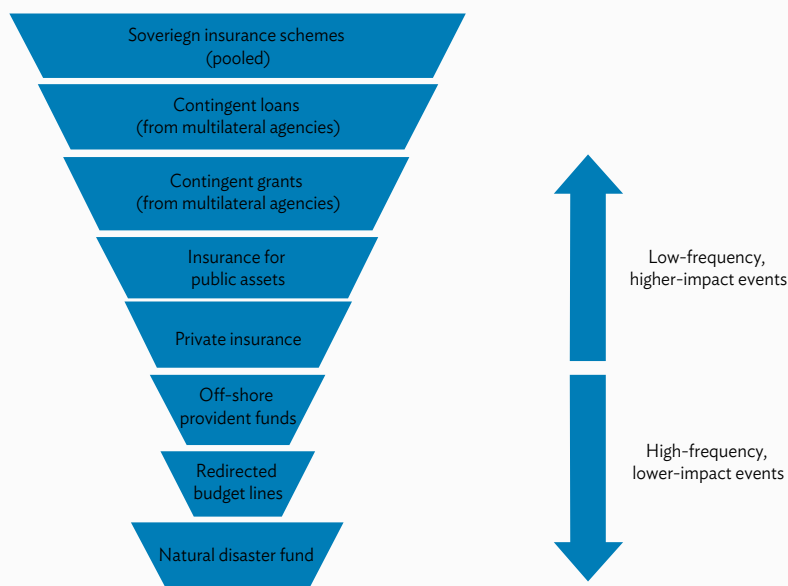 Soveriegn insurance schemes
(pooled)
Contingent loans
(from multilateral agencies)
Contingent grants
(from multilateral agencies)
Insurance for
public assets
Private insurance
Off-shore
provident funds
Redirected
budget lines
Natural disaster fund
Low-frequency,
higher-impact events
High-frequency,
lower-impact events